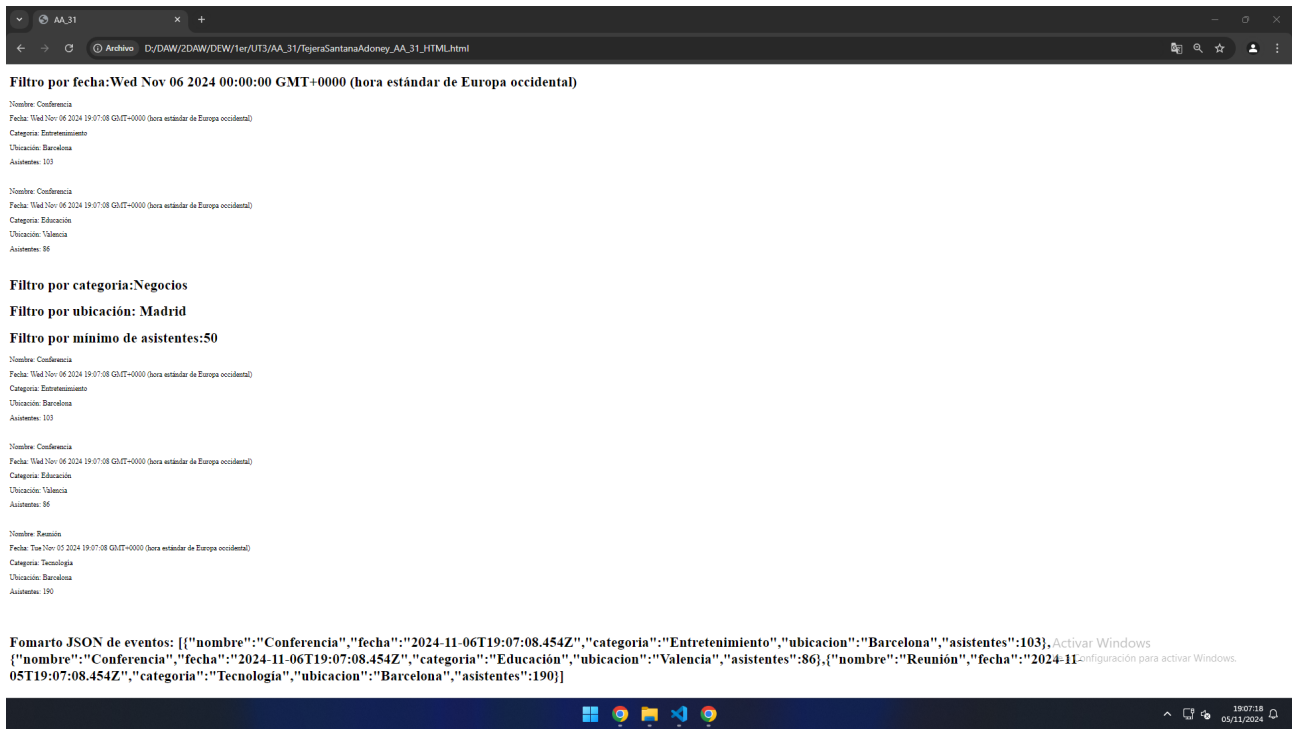 AA_31
Archivo D:/DAW/2DAW/DEW/1er/UT3/AA_31/TejeraSantanaAdoney_AA_31_HTML.html
Filtro por fecha:Wed Nov 06 2024 00:00:00 GMT+0000 (hora estándar de Europa occidental)
Nombre: Conferencia
Fecha: Wed Nov 06 2024 19:07:08 GMT+0000 (hora estándar de Europa occidental)
Categoria: Entretenimiento
Ubicación: Barcelona
Asistentes: 103
Nombre: Conferencia
Fecha: Wed Nov 06 2024 19:07:08 GMT+0000 (hora estándar de Europa occidental)
Categoria: Educación
Ubicación: Valencia
Asistentes: 86
Filtro por categoria:Negocios
Filtro por ubicación: Madrid
Filtro por mínimo de asistentes:50
Nombre: Conferencia
Fecha: Wed Nov 06 2024 19:07:08 GMT+0000 (hora estándar de Europa occidental)
Categoria: Entretenimiento
Ubicación: Barcelona
Asistentes: 103
Nombre: Conferencia
Fecha: Wed Nov 06 2024 19:07:08 GMT+0000 (hora estándar de Europa occidental)
Categoria: Educación
Ubicación: Valencia
Asistentes: 86
Nombre: Reunión
Fecha: Tue Nov 05 2024 19:07:08 GMT+0000 (hora estándar de Europa occidental)
Categoria: Tecnología
Ubicación: Barcelona
Asistentes: 190
Fomarto JSON de eventos: [{"nombre":"Conferencia","fecha":"2024-11-06T19:07:08.454Z","categoria":"Entretenimiento","ubicacion":"Barcelona","asistentes":103}, Activar Windows
{"nombre":"Conferencia","fecha":"2024-11-06T19:07:08.454Z","categoria":"Educación","ubicacion":"Valencia","asistentes":86},{"nombre":"Reunión","fecha":"2024-11- Configuración para activar Windows.
05T19:07:08.454Z","categoria":"Tecnología","ubicacion":"Barcelona","asistentes":190}]
19:07:18
05/11/2024